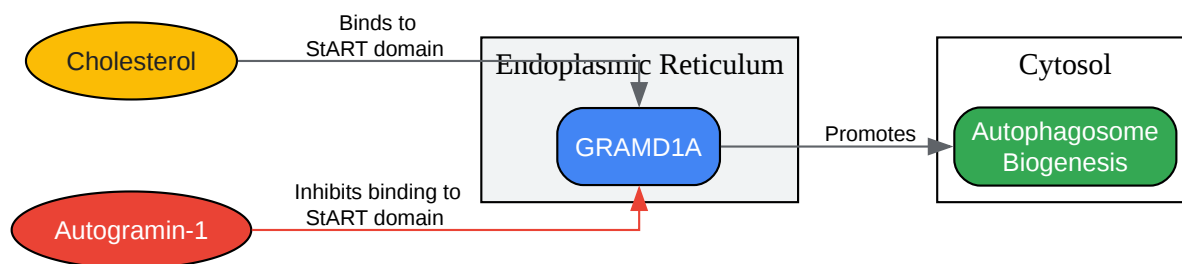 Cholesterol
Binds to
StART domain
Endoplasmic Reticulum
GRAMD1A
Promotes
Cytosol
Autophagosome
Biogenesis
Autogramin-1
Inhibits binding to
StART domain